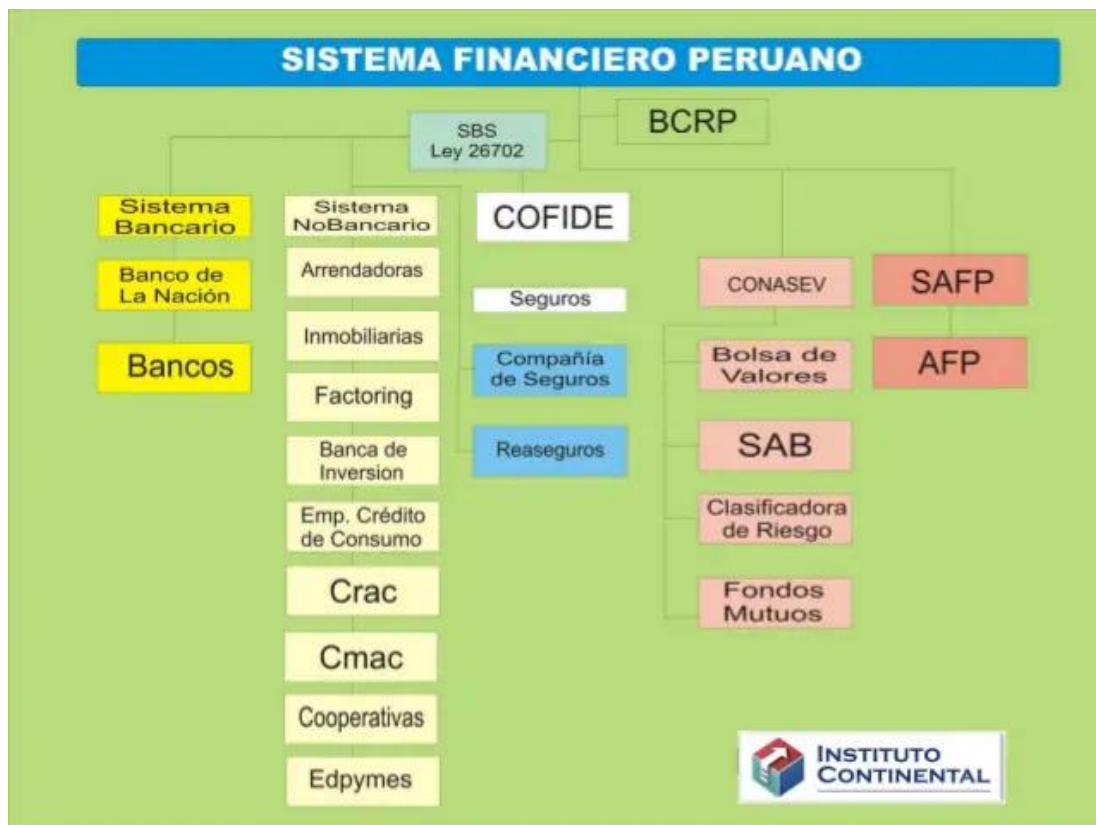 SISTEMA FINANCIERO PERUANO
SBS
Ley 26702
BCRP
Sistema
Bancario
Banco de
La Nación
Bancos
Sistema
NoBancario
Arrendadoras
Inmobiliarias
Factoring
Banca de
Inversion
Emp. Crédito
de Consumo
Crac
Cmac
Cooperativas
Edpymes
COFIDE
Seguros
Compañía
de Seguros
Reaseguros
CONASEV
Bolsa de
Valores
SAB
Clasificadora
de Riesgo
Fondos
Mutuos
SAFP
AFP
INSTITUTO
CONTINENTAL